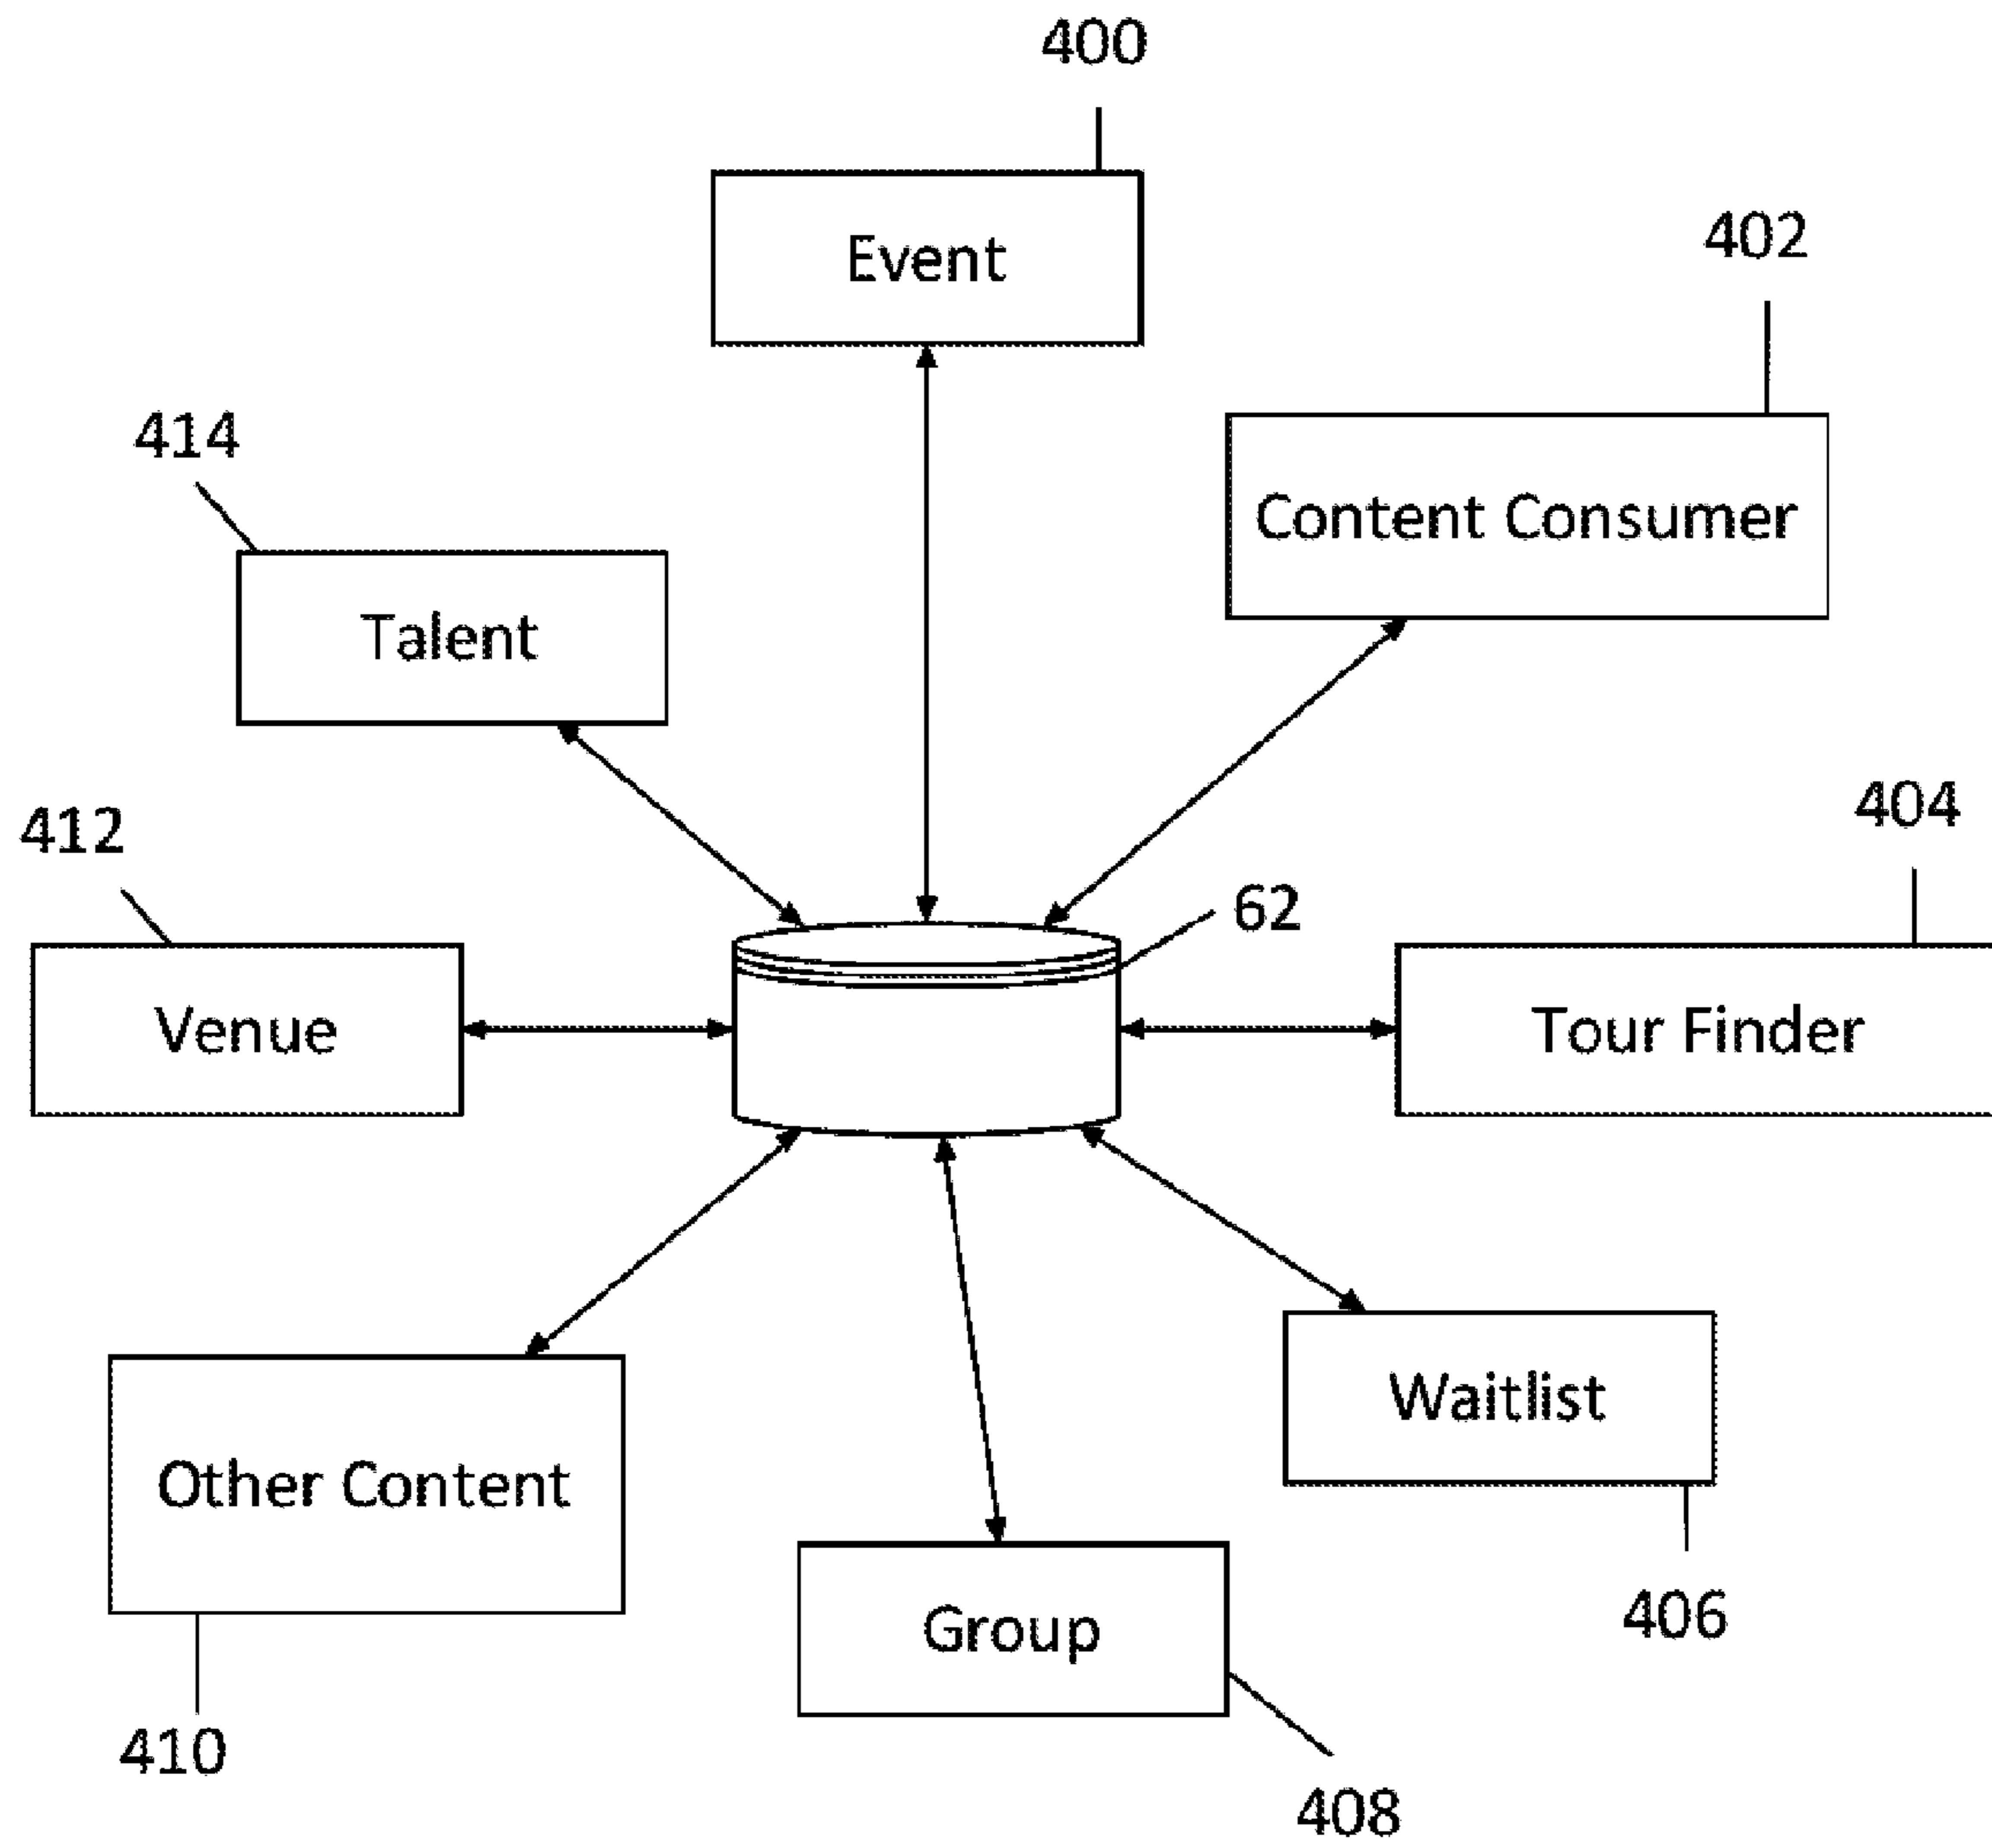 400
Event
402
Content Consumer
414
Talent
404
412
62
Venue
Tour Finder
Waitlist
Other Content
406
Group
410
408